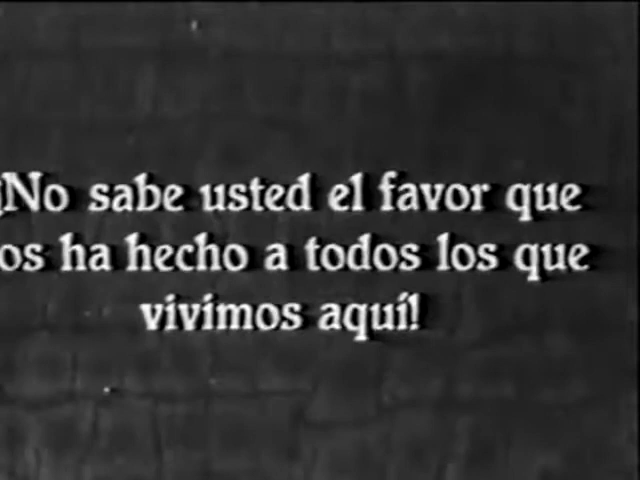 ¡No sabe usted el favor que
os ha hecho a todos los que
vivimos aquí!